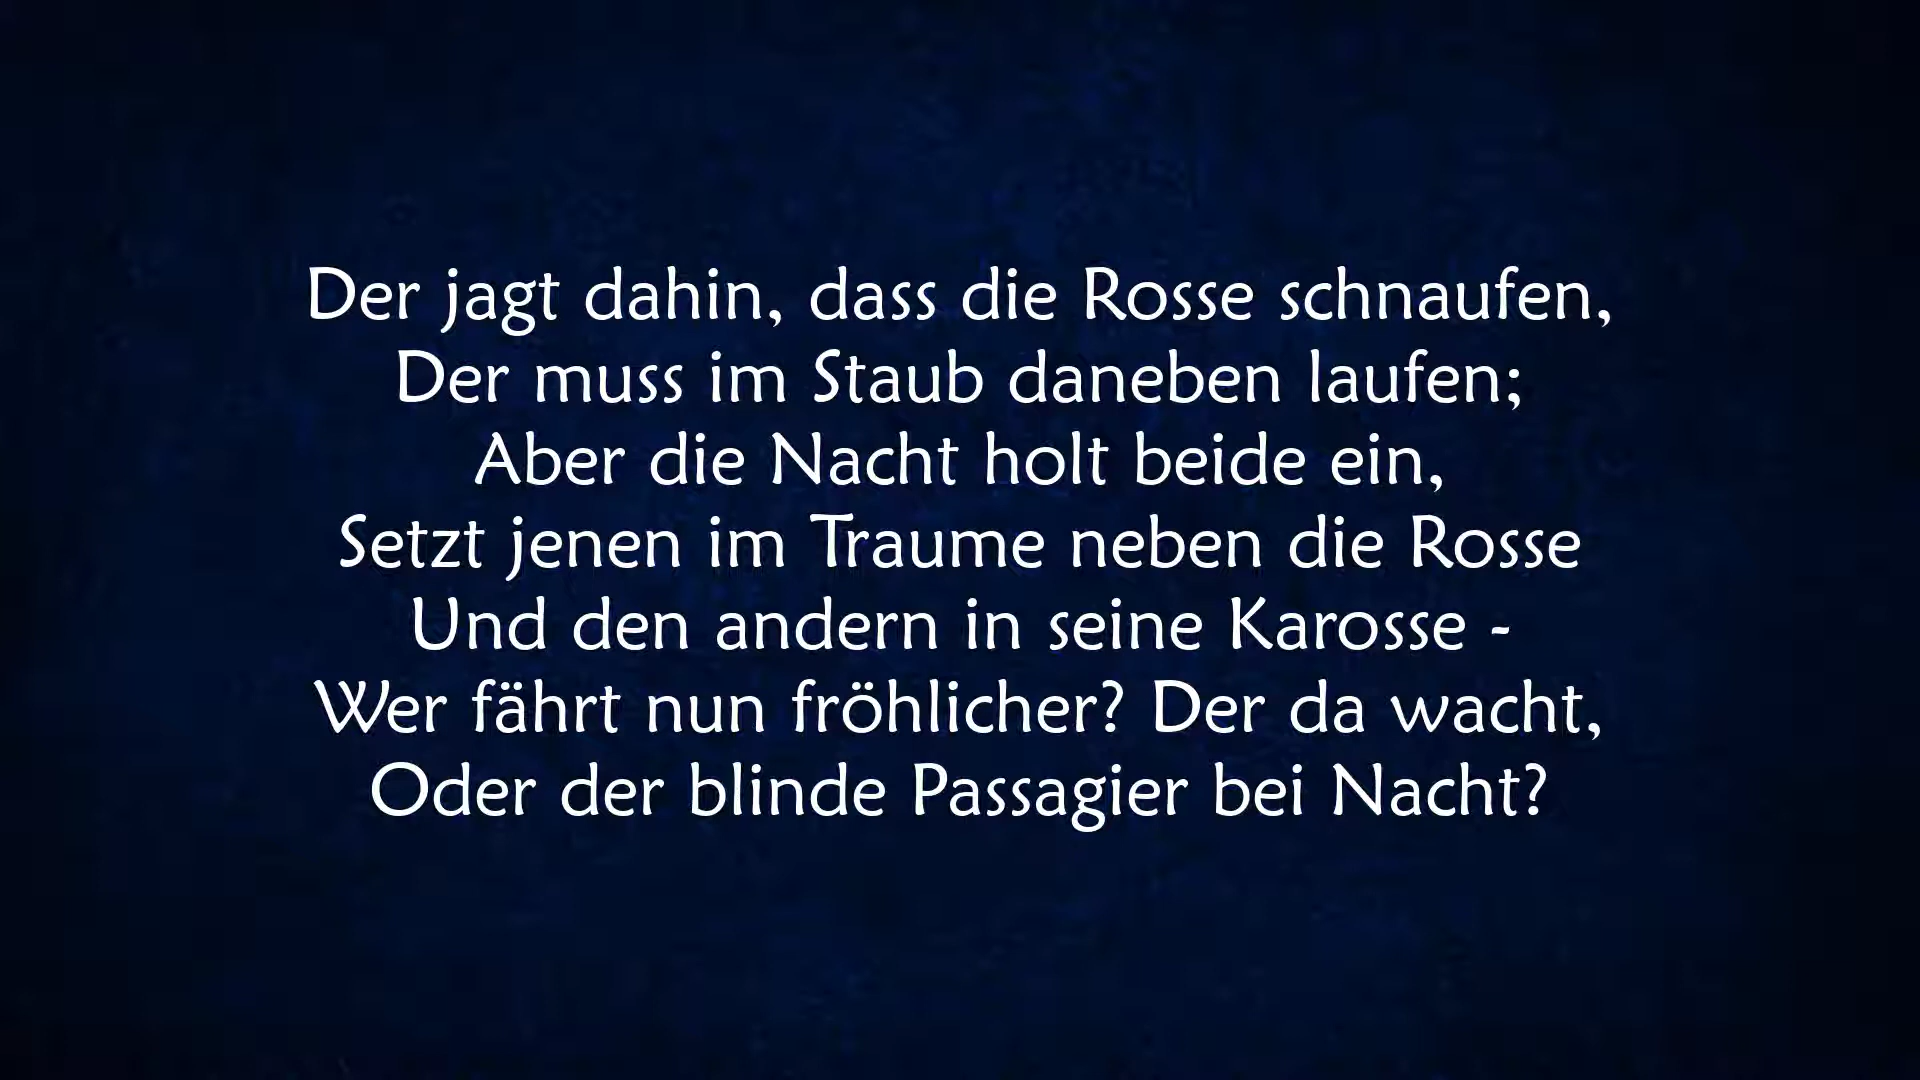 Der jagt dahin, dass die Rosse schnaufen,
Der muss im Staub daneben laufen;
Aber die Nacht holt beide ein,
Setzt jenen im Traume neben die Rosse
Und den andern in seine Karosse -
Wer fährt nun fröhlicher? Der da wacht,
Oder der blinde Passagier bei Nacht?